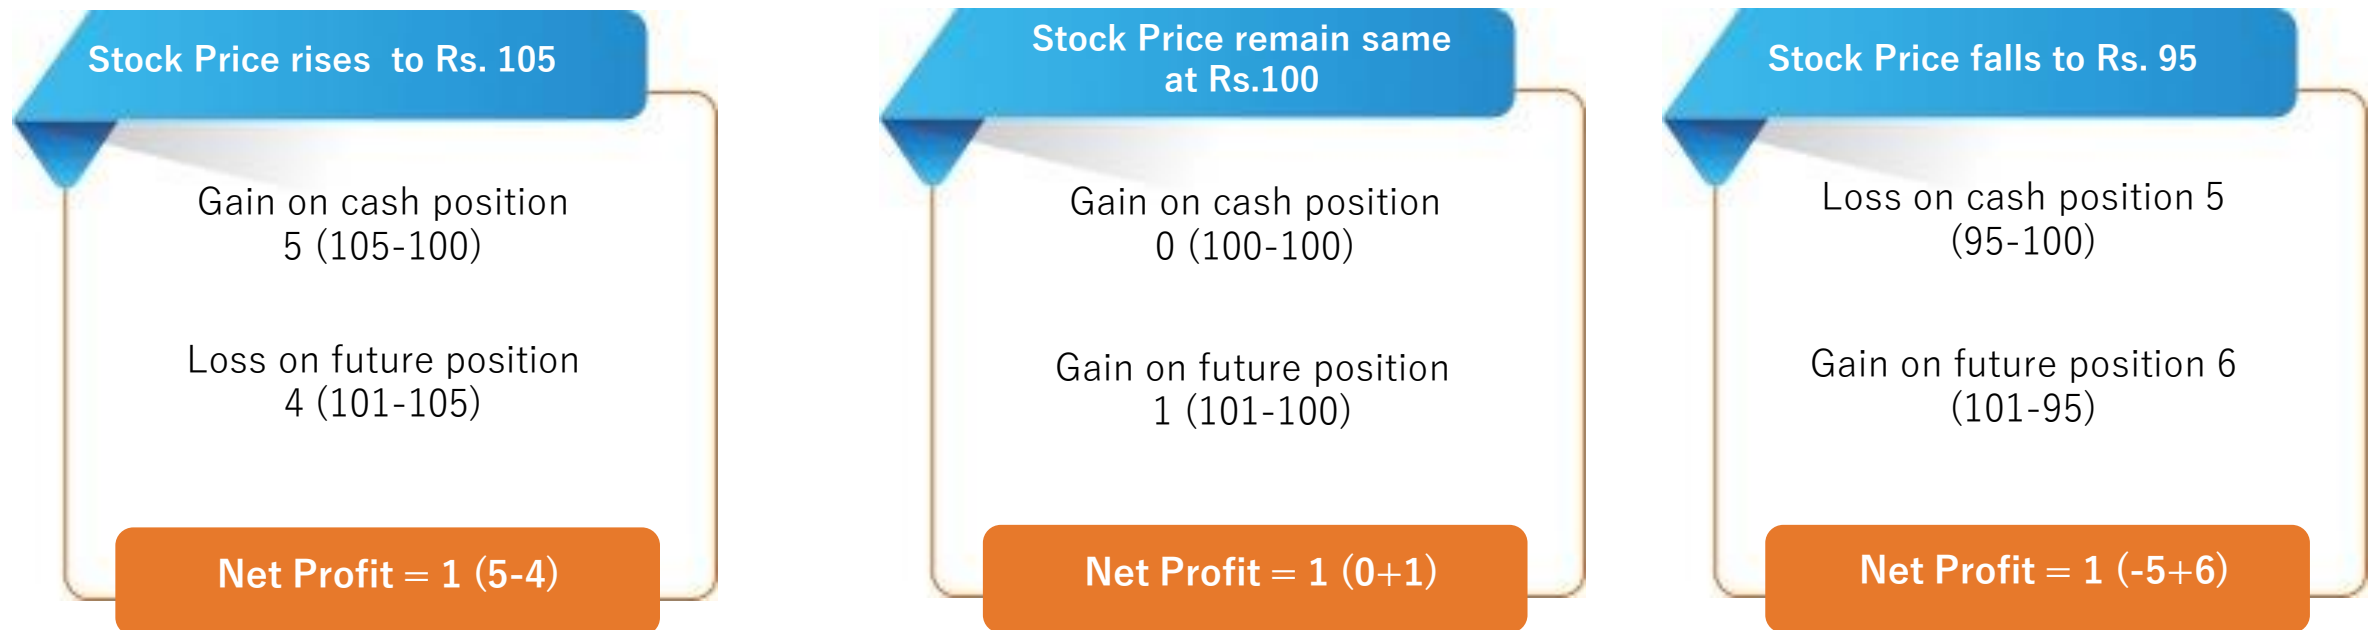 Stock Price rises to Rs. 105
Gain on cash position
5 (105-100)
Loss on future position
4 (101-105)
Net Profit = 1 (5-4)
Stock Price remain same
at Rs.100
Gain on cash position
0 (100-100)
Gain on future position
1 (101-100)
Net Profit = 1 (0+1)
Stock Price falls to Rs. 95
Loss on cash position 5
(95-100)
Gain on future position 6
(101-95)
Net Profit = 1 (-5+6)